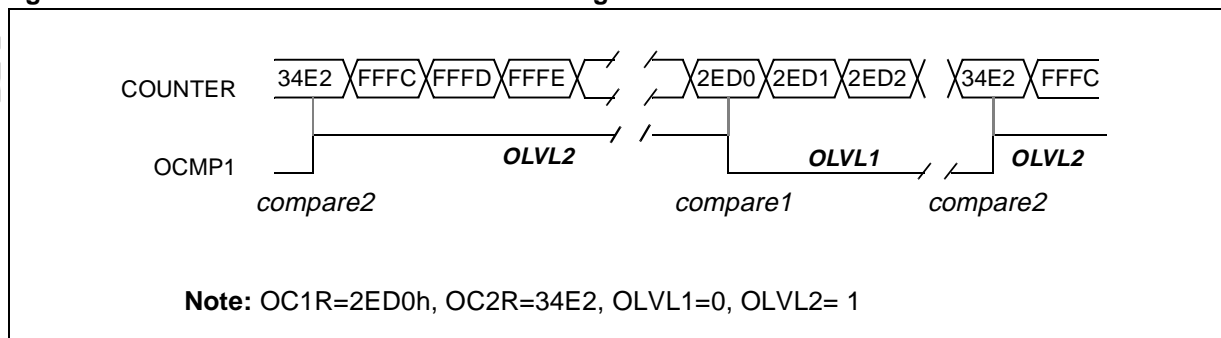 COUNTER 34E2 FFFC FFFD FFFE 2ED0 2ED1 2ED2 34E2 FFFC
OCMP1 OLVL2 OLVL1 OLVL2
compare2 compare1 compare2
Note: OC1R=2ED0h, OC2R=34E2, OLVL1=0, OLVL2= 1